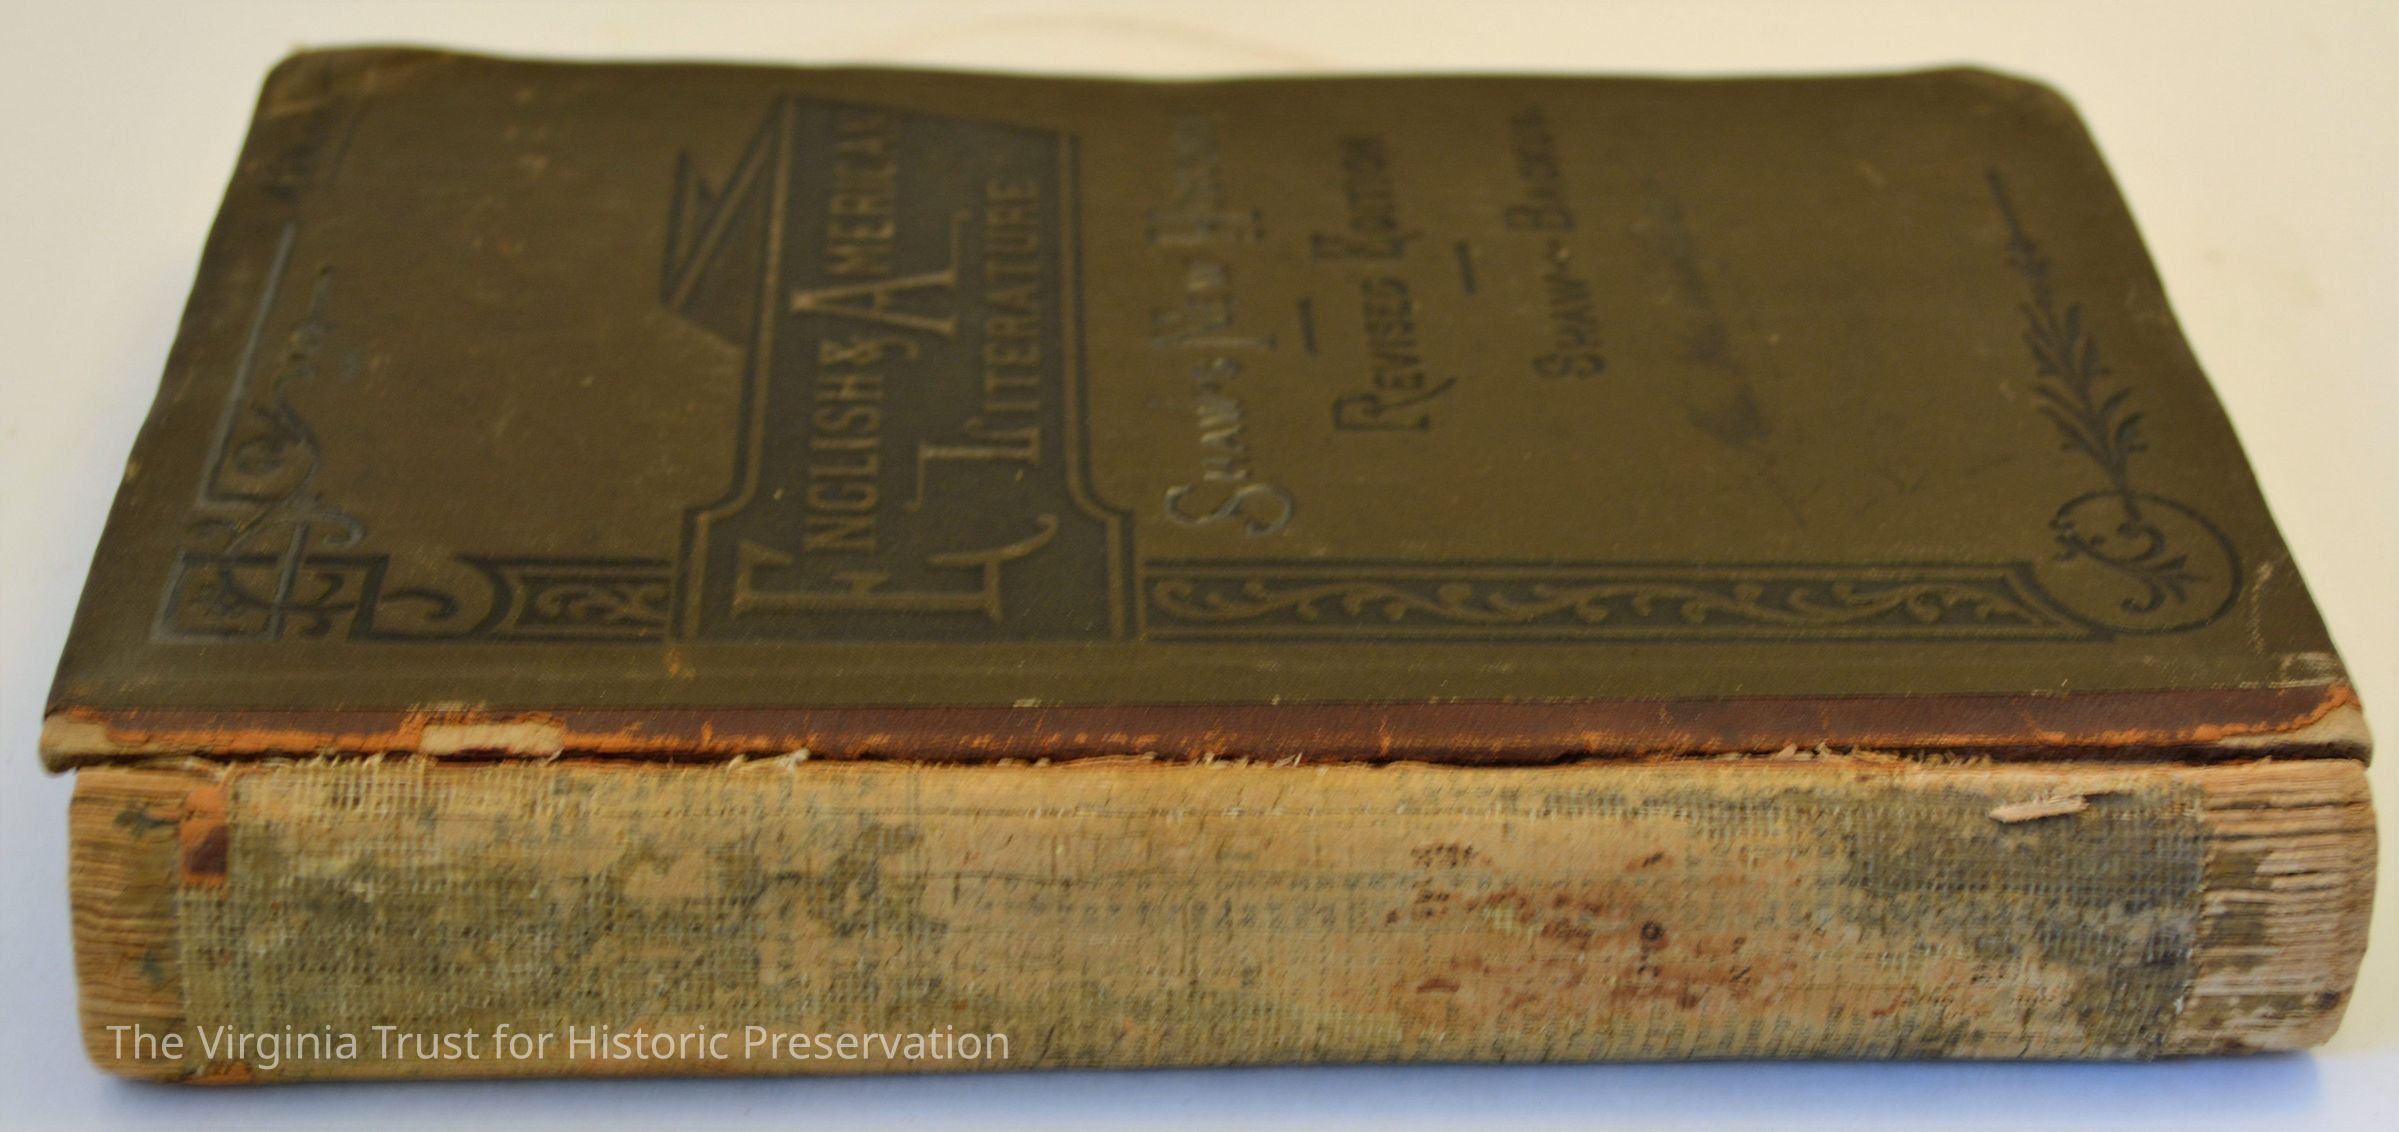 ENGLISH & AMERICAN
LITERATURE
SHAW'S NEW HISTORY
REVISED EDITION
SHAW & BACKUS
The Virginia Trust for Historic Preservation